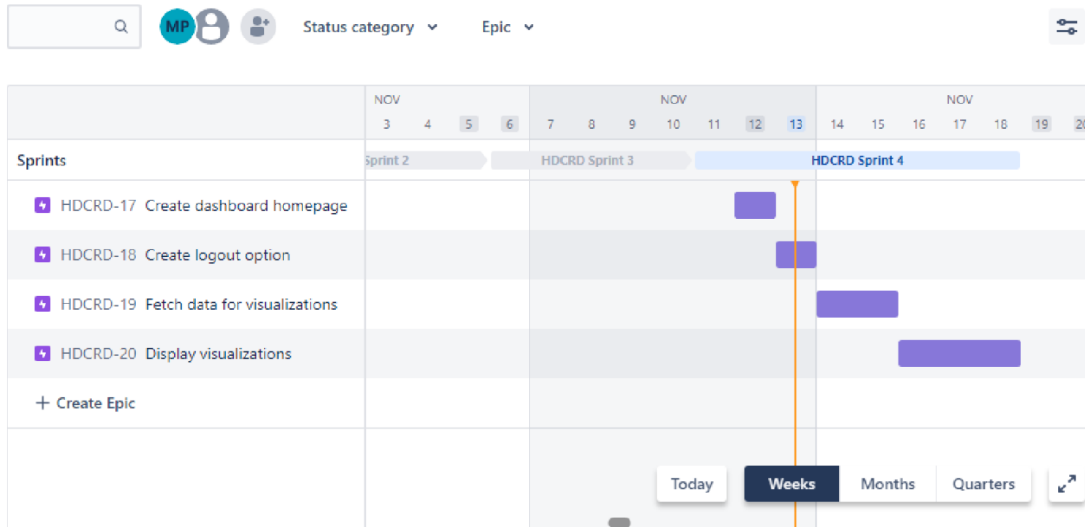 MP Status category Epic
NOV NOV NOV
3 4 5 6 7 8 9 10 11 12 13 14 15 16 17 18 19 20
Sprints Sprint 2 HDCRD Sprint 3 HDCRD Sprint 4
HDCRD-17 Create dashboard homepage
HDCRD-18 Create logout option
HDCRD-19 Fetch data for visualizations
HDCRD-20 Display visualizations
+ Create Epic
Today Weeks Months Quarters